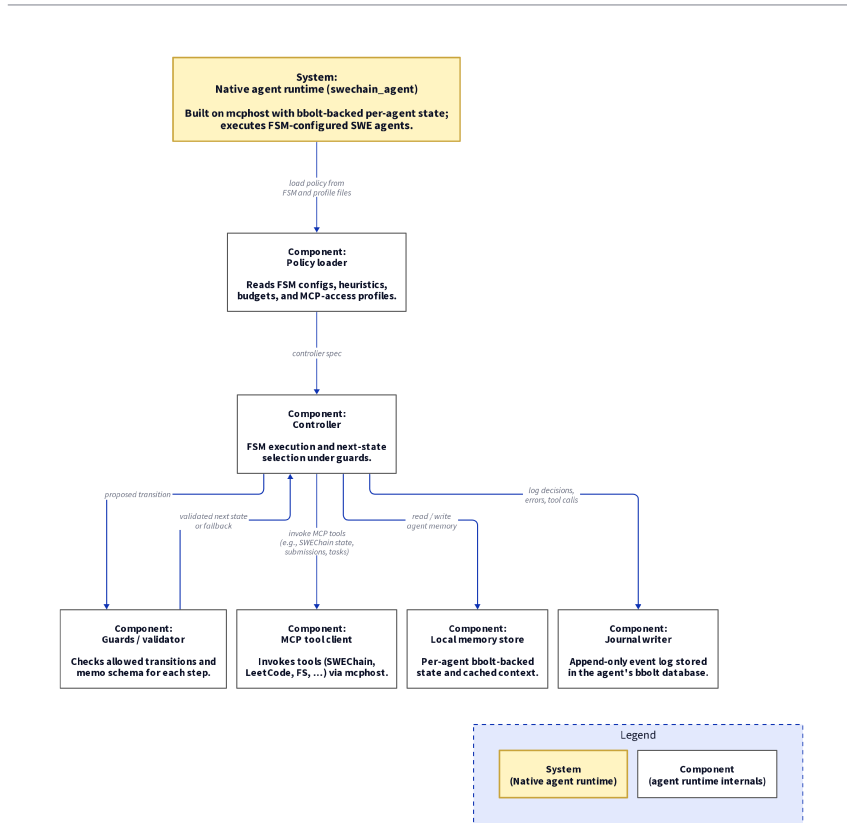 System:
Native agent runtime (swechain_agent)
Built on mcphost with bbolt-backed per-agent state;
executes FSM-configured SWE agents.
load policy from
FSM and profile files
Component:
Policy loader
Reads FSM configs, heuristics,
budgets, and MCP-access profiles.
controller spec
Component:
Controller
FSM execution and next-state
selection under guards.
proposed transition
validated next state
or fallback
invoke MCP tools
(e.g., SWEChain state,
submissions, tasks)
read / write
agent memory
log decisions,
errors, tool calls
Component:
Guards / validator
Checks allowed transitions and
memo schema for each step.
Component:
MCP tool client
Invokes tools (SWEChain,
LeetCode, FS, ...) via mcphost.
Component:
Local memory store
Per-agent bbolt-backed
state and cached context.
Component:
Journal writer
Append-only event log stored
in the agent's bbolt database.
Legend
System
(Native agent runtime)
Component
(agent runtime internals)